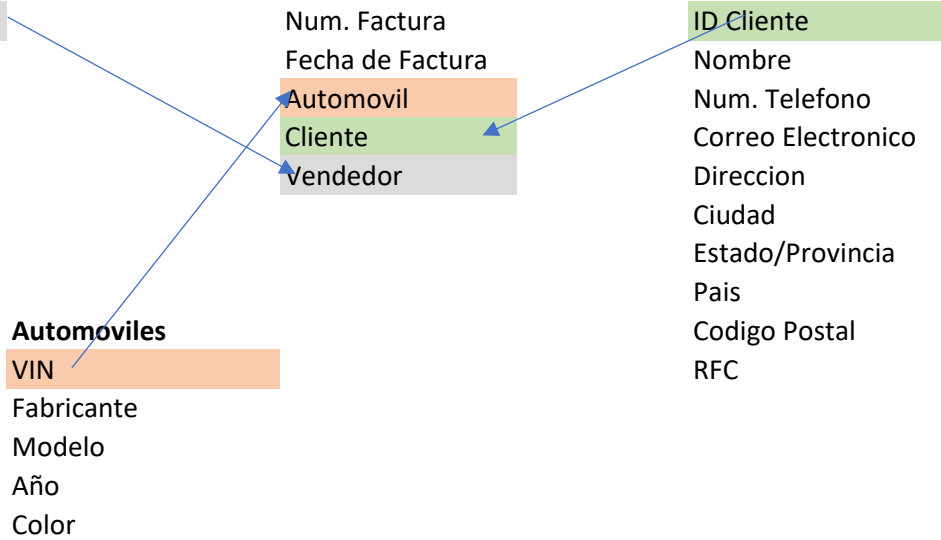 Num. Factura
Fecha de Factura
Automovil
Cliente
Vendedor
ID Cliente
Nombre
Num. Telefono
Correo Electronico
Direccion
Ciudad
Estado/Provincia
Pais
Codigo Postal
RFC
Automoviles
VIN
Fabricante
Modelo
Año
Color